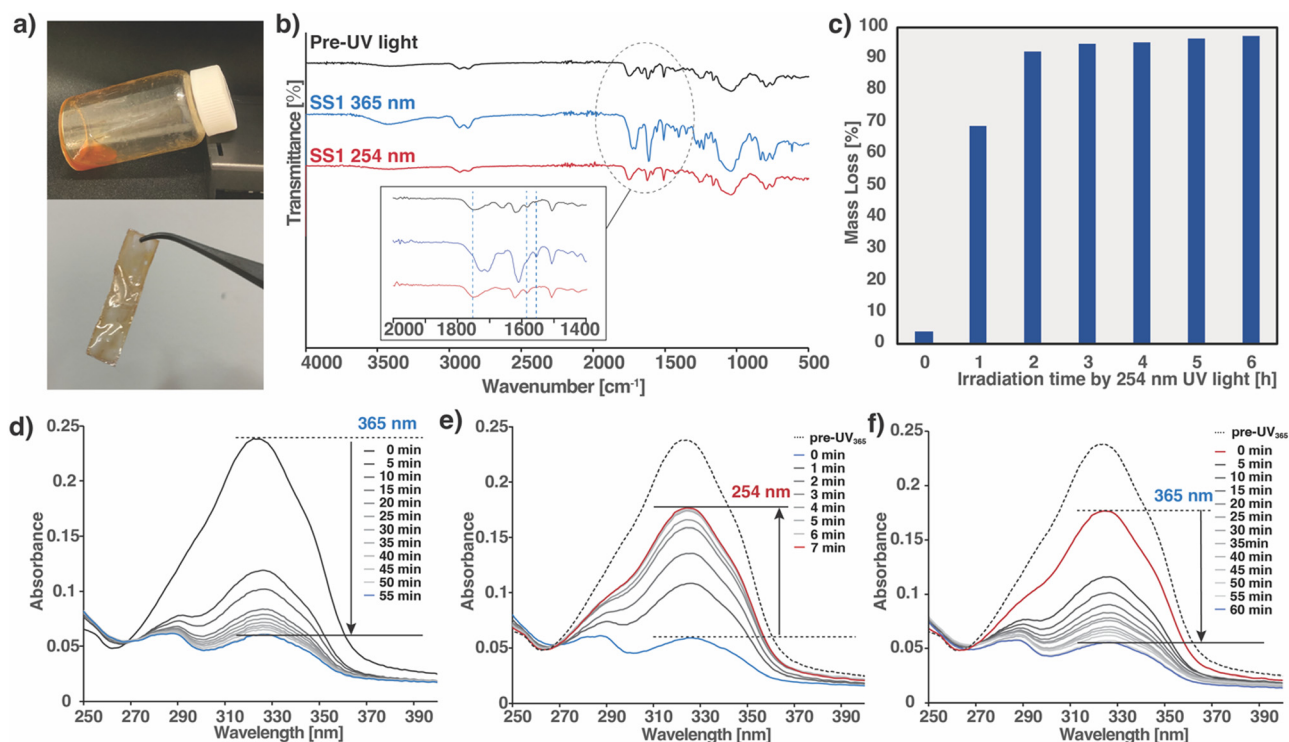 a)
b)
Pre-UV light
SS1 365 nm
SS1 254 nm
Transmittance [%]
2000 1800 1600 1400
4000 3500 3000 2500 2000 1500 1000 500
Wavenumber [cm⁻¹]
c)
Mass Loss [%]
100
90
80
70
60
50
40
30
20
10
0
0 1 2 3 4 5 6
Irradiation time by 254 nm UV light [h]
d)
Absorbance
0.25
0.2
0.15
0.1
0.05
0
250 270 290 310 330 350 370 390
Wavelength [nm]
365 nm
0 min
5 min
10 min
15 min
20 min
25 min
30 min
35 min
40 min
45 min
50 min
55 min
e)
Absorbance
0.25
0.2
0.15
0.1
0.05
0
250 270 290 310 330 350 370 390
Wavelength [nm]
254 nm
pre-UV₃₆₅
0 min
1 min
2 min
3 min
4 min
5 min
6 min
7 min
f)
Absorbance
0.25
0.2
0.15
0.1
0.05
0
250 270 290 310 330 350 370 390
Wavelength [nm]
365 nm
pre-UV₃₆₅
0 min
5 min
10 min
15 min
20 min
25 min
30 min
35min
40 min
45 min
50 min
55 min
60 min